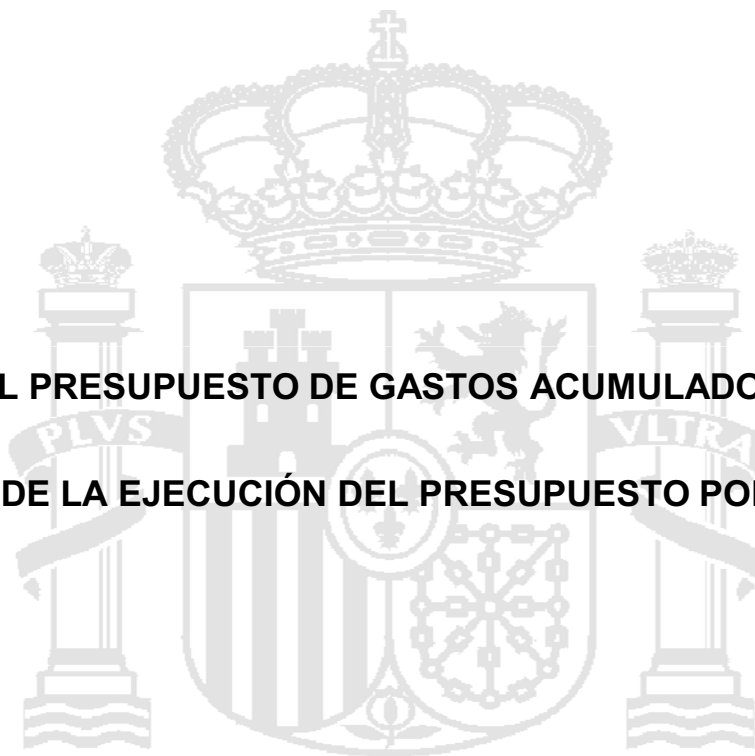 L PRESUPUESTO DE GASTOS ACUMULADO
PLVS VLTRA
DE LA EJECUCIÓN DEL PRESUPUESTO POR